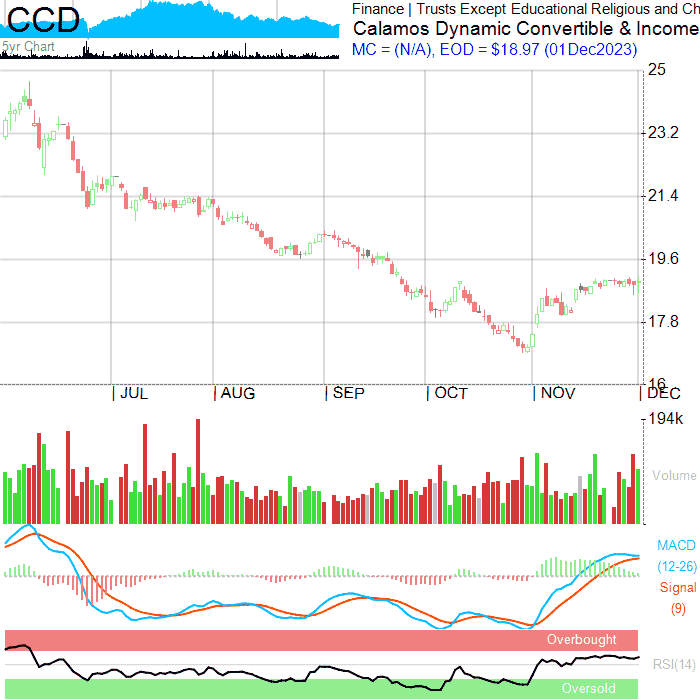 CCD
5yr Chart
Finance | Trusts Except Educational Religious and Ch
Calamos Dynamic Convertible & Income
MC = (N/A), EOD = $18.97 (01Dec2023)
25
23.2
21.4
19.6
17.8
16
| JUL | AUG | SEP | OCT | NOV | DEC
194k
Volume
MACD
(12-26)
Signal
(9)
Overbought
RSI(14)
Oversold